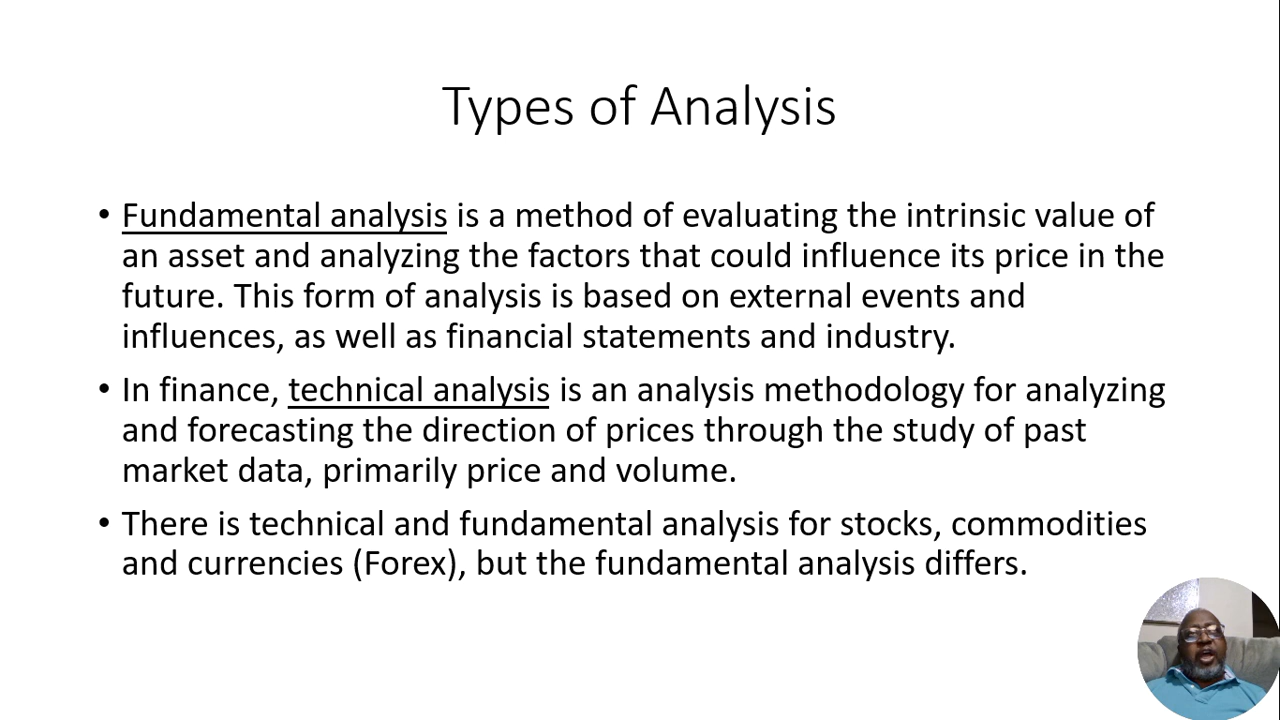 Types of Analysis
• Fundamental analysis is a method of evaluating the intrinsic value of
an asset and analyzing the factors that could influence its price in the
future. This form of analysis is based on external events and
influences, as well as financial statements and industry.
• In finance, technical analysis is an analysis methodology for analyzing
and forecasting the direction of prices through the study of past
market data, primarily price and volume.
• There is technical and fundamental analysis for stocks, commodities
and currencies (Forex), but the fundamental analysis differs.